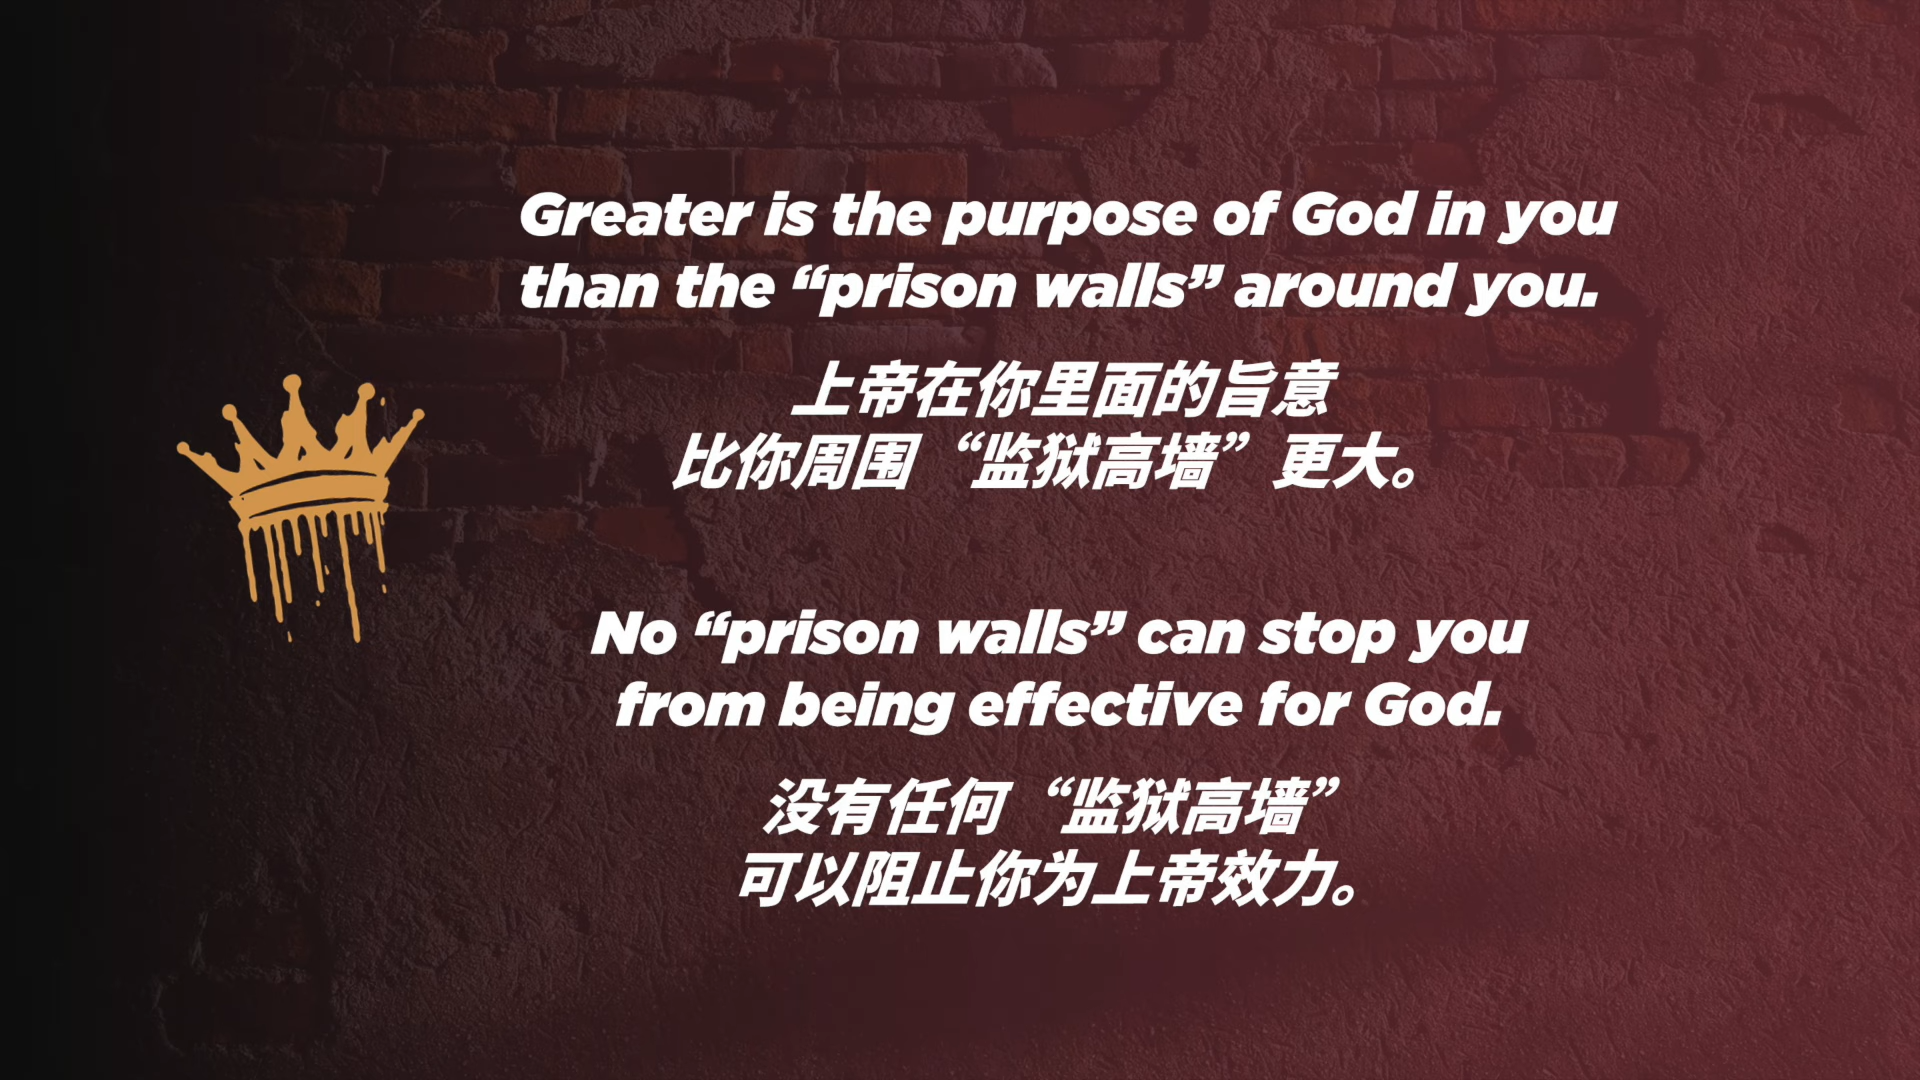 Greater is the purpose of God in you
than the “prison walls” around you.
上帝在你里面的旨意
比你周围“监狱高墙”更大。
No “prison walls” can stop you
from being effective for God.
没有任何“监狱高墙”
可以阻止你为上帝效力。